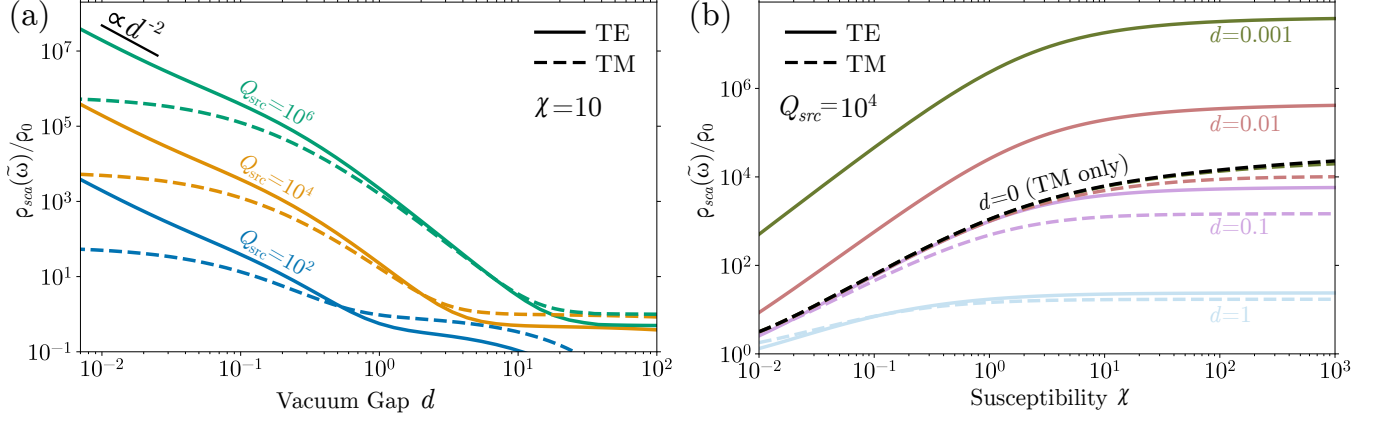 (a)
∝d⁻²
TE
TM
χ=10
Q_src=10⁶
Q_src=10⁴
Q_src=10²
10⁷
10⁵
10³
10¹
10⁻¹
ρ_sca(ω̃)/ρ₀
10⁻² 10⁻¹ 10⁰ 10¹ 10²
Vacuum Gap d
(b)
TE
TM
Q_src=10⁴
d=0.001
d=0.01
d=0 (TM only)
d=0.1
d=1
10⁶
10⁴
10²
10⁰
ρ_sca(ω̃)/ρ₀
10⁻² 10⁻¹ 10⁰ 10¹ 10² 10³
Susceptibility χ